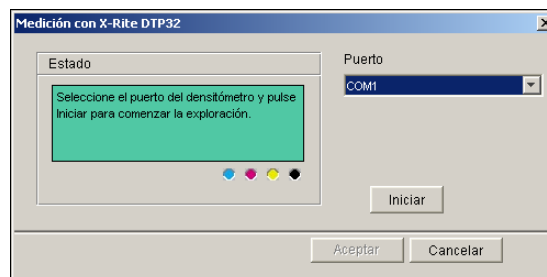 Medición con X-Rite DTP32
Estado
Seleccione el puerto del densitómetro y pulse
Iniciar para comenzar la exploración.
Puerto
COM1
Iniciar
Aceptar
Cancelar